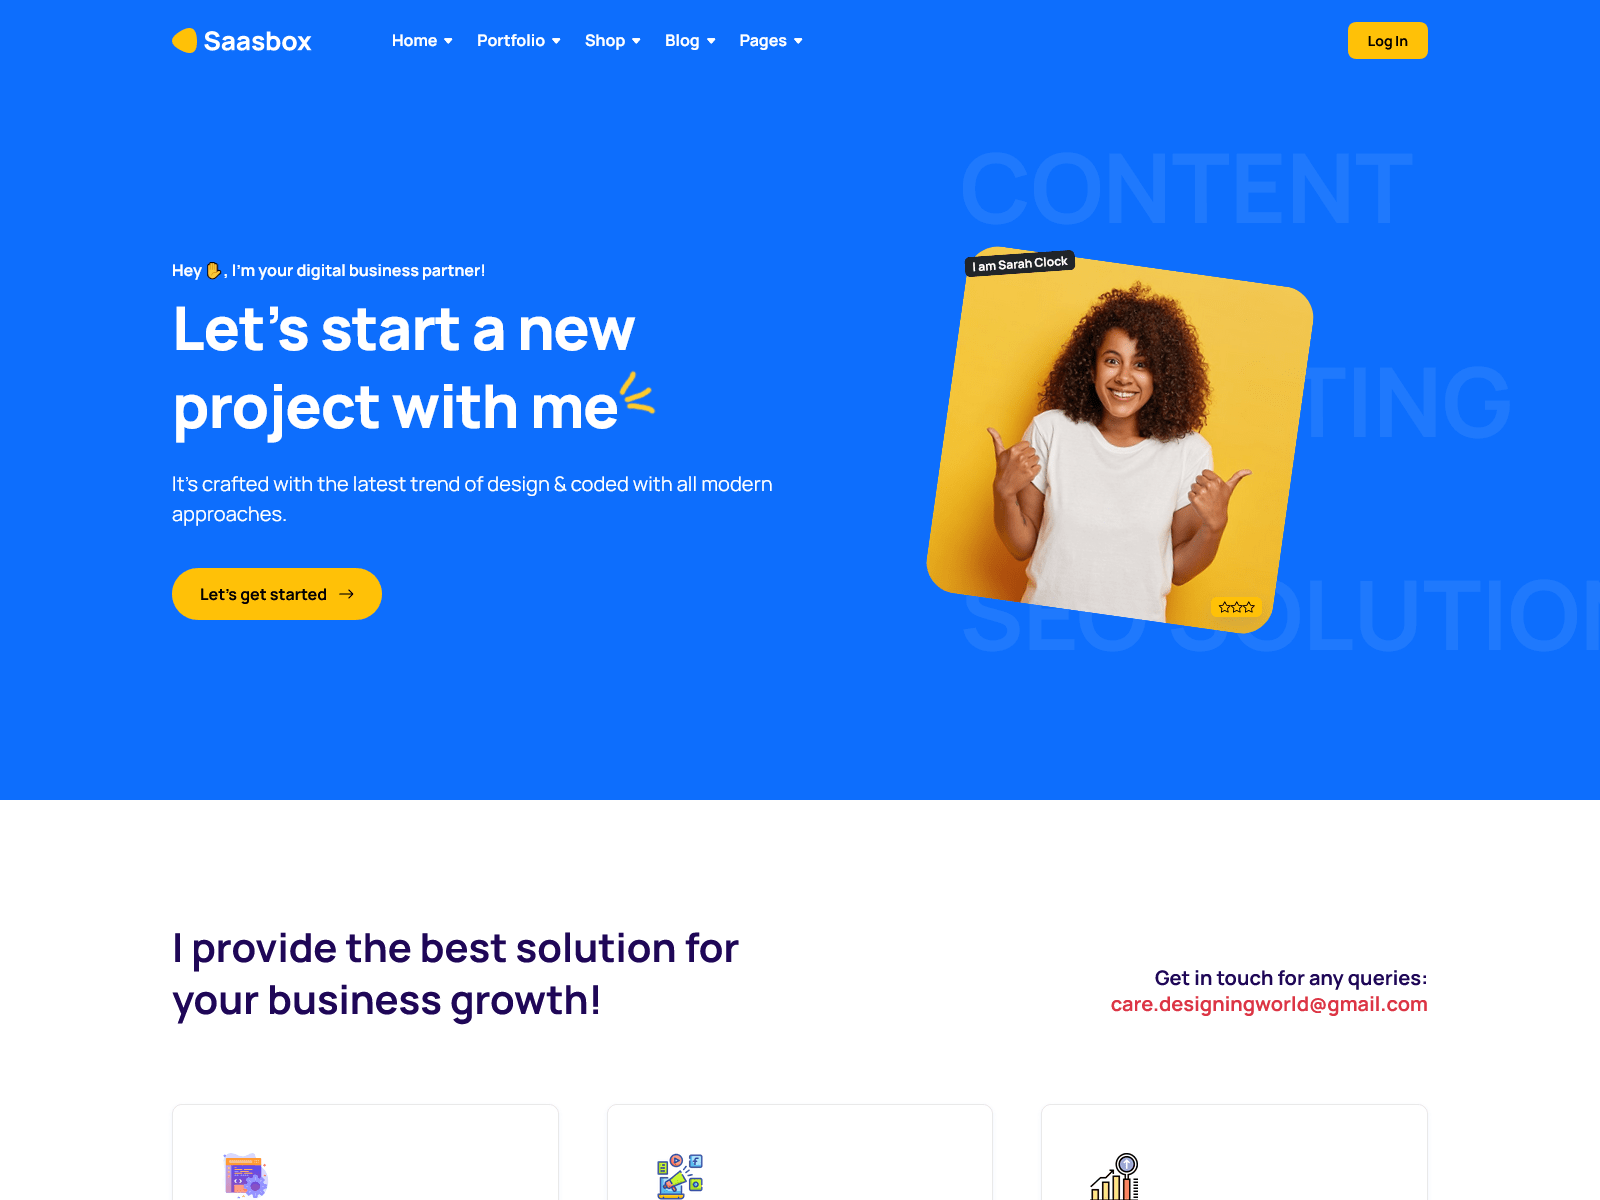 Saasbox
Home
Portfolio
Shop
Blog
Pages
Log In
CONTENT
Hey ✋, I'm your digital business partner!
Let's start a new
project with me
It's crafted with the latest trend of design & coded with all modern
approaches.
Let's get started →
I am Sarah Clock
SEO SOLUTION
I provide the best solution for
your business growth!
Get in touch for any queries:
care.designingworld@gmail.com